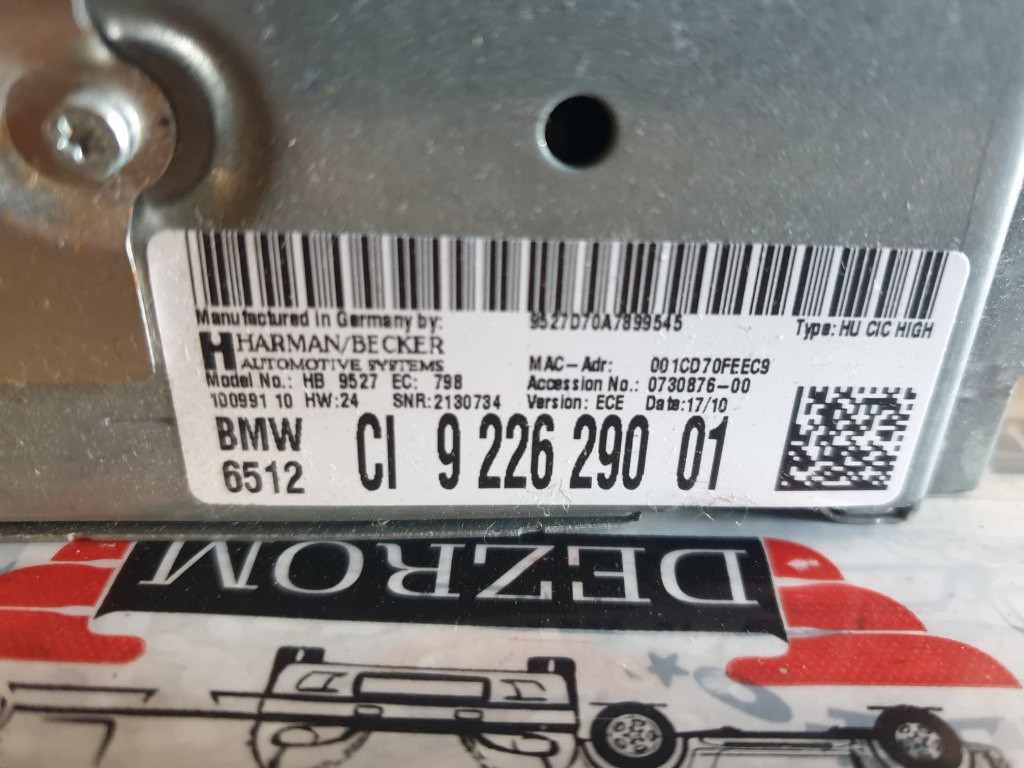 Manufactured in Germany by:
9527D70A7899545
Type: HU CIC HIGH
HARMAN/BECKER
AUTOMOTIVE SYSTEMS
MAC-Adr: 001CD70FEEC9
Model No.: HB 9527 EC: 798
Accession No.: 0730876-00
100991 10 HW:24 SNR:2130734
Version: ECE Date:17/10
BMW
6512
CI 9 226 290 01
DEZROM